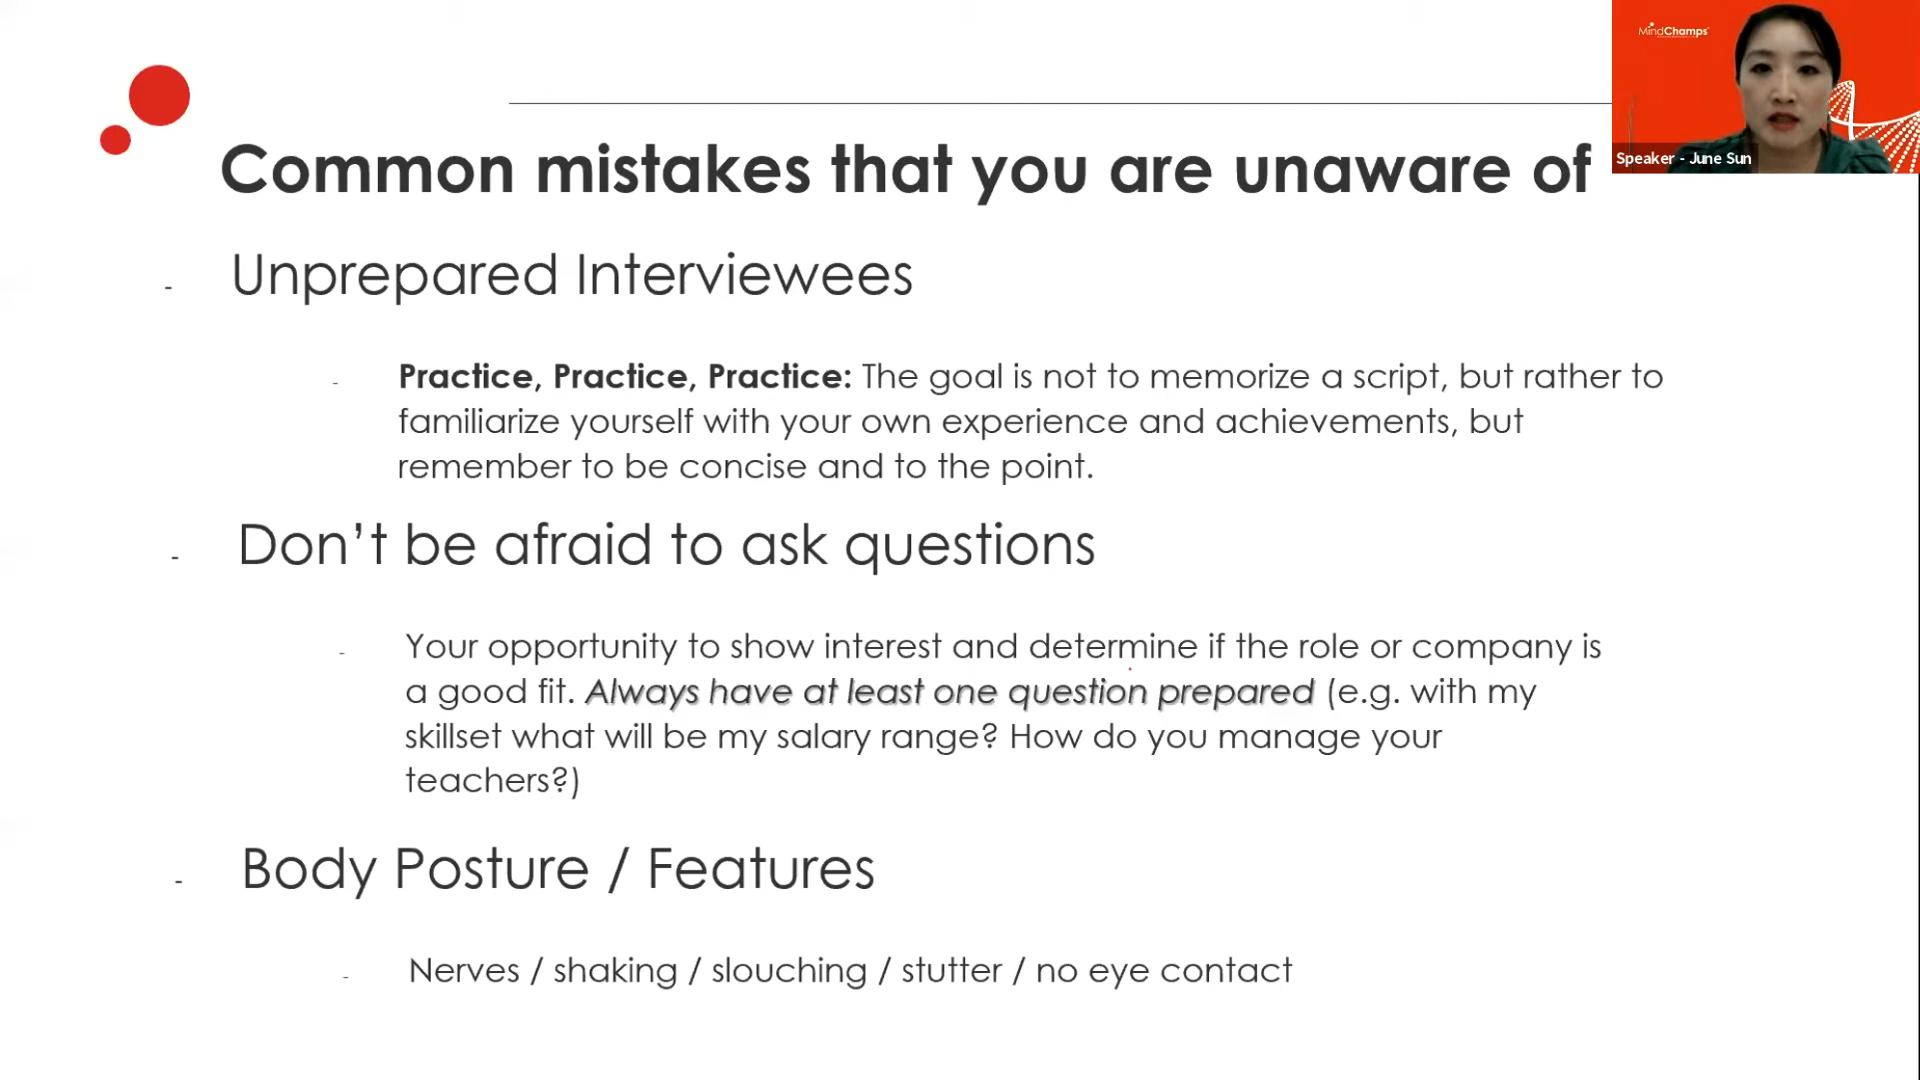 MindChamps
Speaker - June Sun
Common mistakes that you are unaware of
- Unprepared Interviewees
- Practice, Practice, Practice: The goal is not to memorize a script, but rather to
familiarize yourself with your own experience and achievements, but
remember to be concise and to the point.
- Don’t be afraid to ask questions
- Your opportunity to show interest and determine if the role or company is
a good fit. Always have at least one question prepared (e.g. with my
skillset what will be my salary range? How do you manage your
teachers?)
- Body Posture / Features
- Nerves / shaking / slouching / stutter / no eye contact